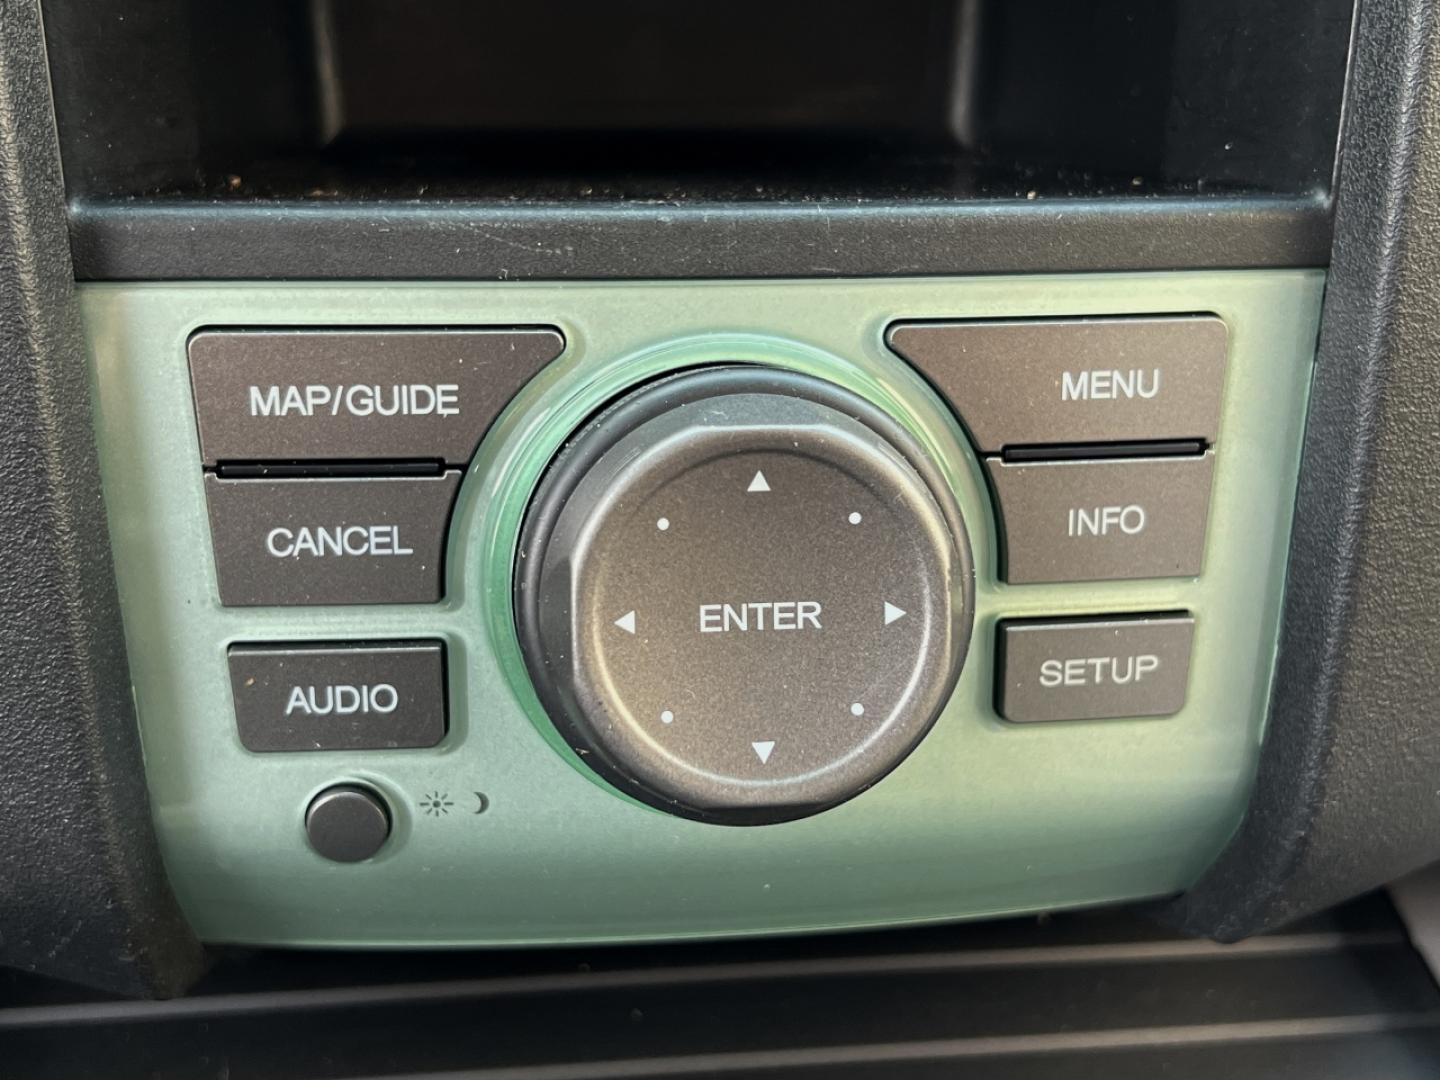 MAP/GUIDE
CANCEL
AUDIO
ENTER
MENU
INFO
SETUP